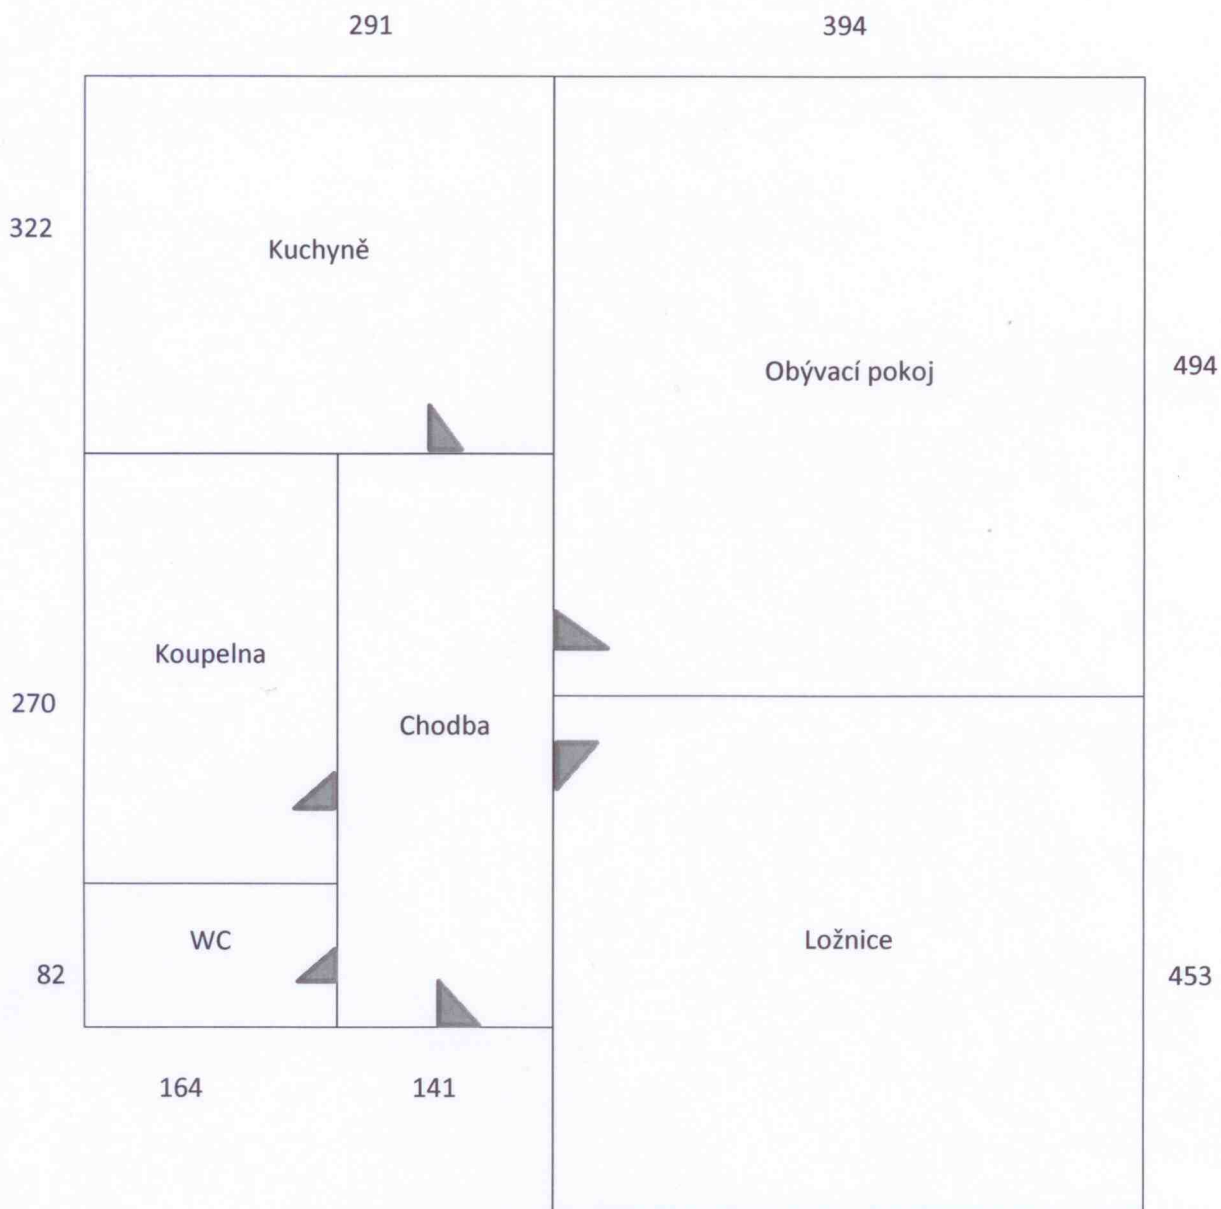 291
394
322
Kuchyně
Obývací pokoj
494
Koupelna
270
Chodba
WC
Ložnice
82
453
164
141